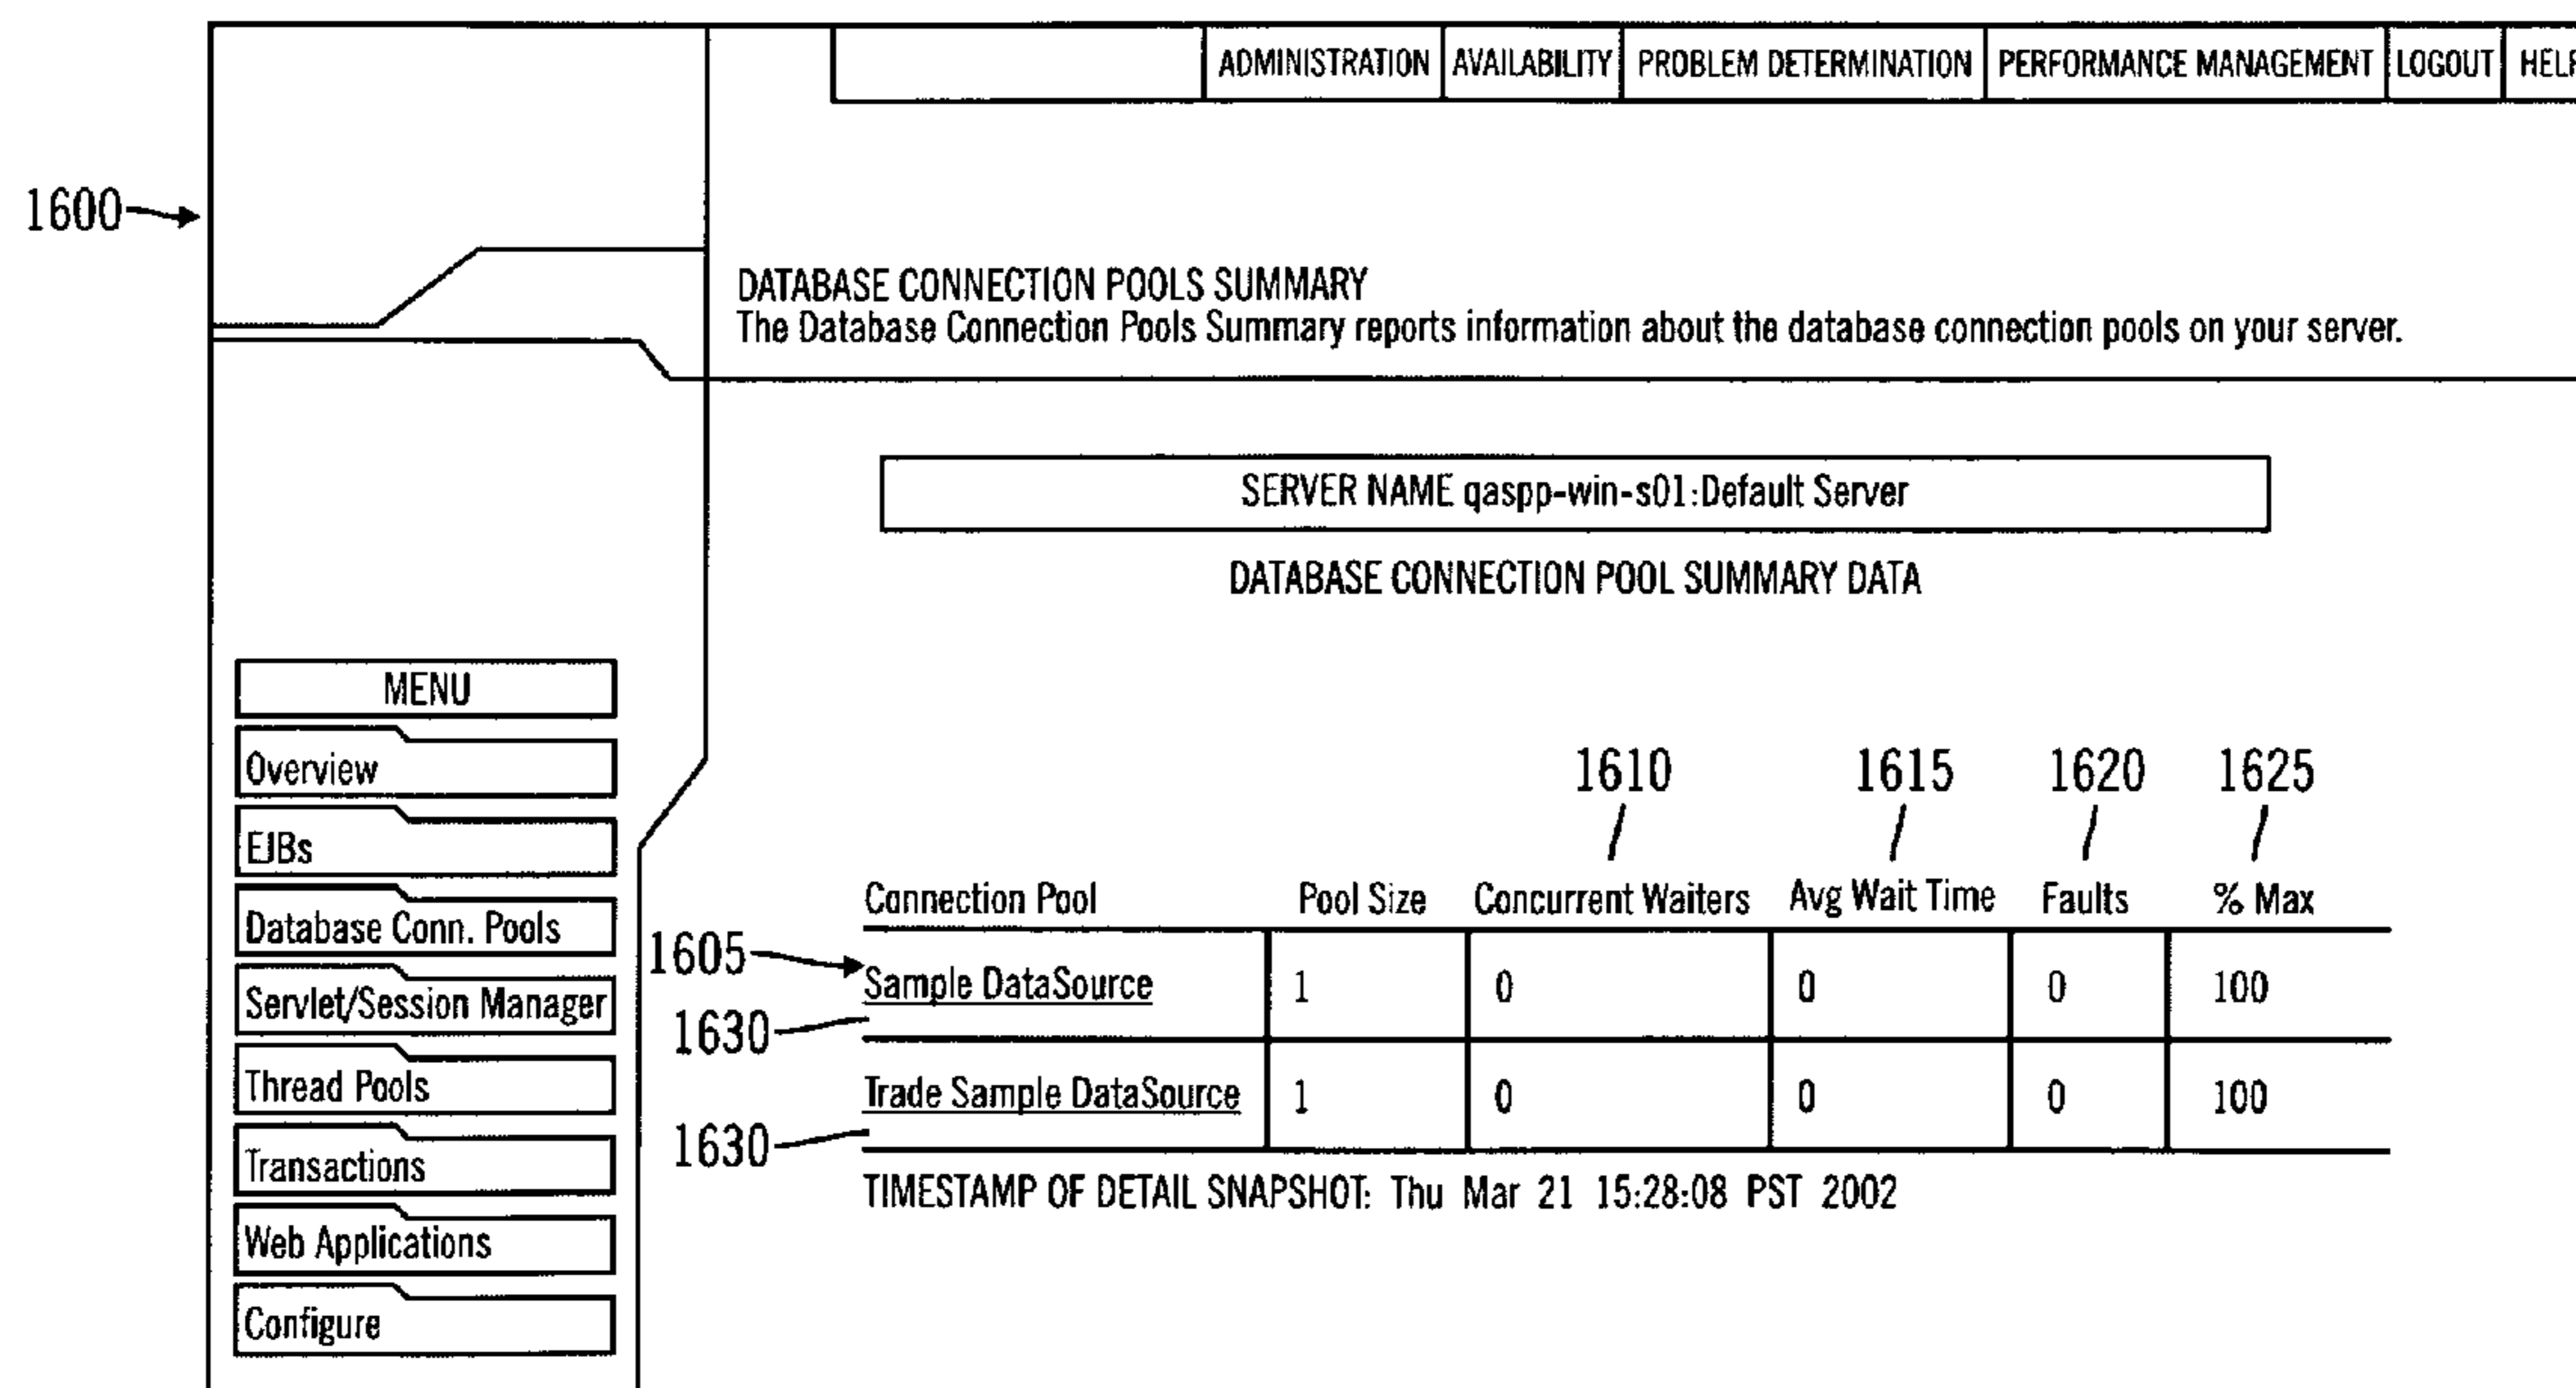 ADMINISTRATION AVAILABILITY PROBLEM DETERMINATION PERFORMANCE MANAGEMENT LOGOUT HELP
1600
DATABASE CONNECTION POOLS SUMMARY
The Database Connection Pools Summary reports information about the database connection pools on your server.
SERVER NAME qaspp-win-s01:Default Server
DATABASE CONNECTION POOL SUMMARY DATA
MENU
Overview
EJBs
Database Conn. Pools
Servlet/Session Manager
Thread Pools
Transactions
Web Applications
Configure
1610 1615 1620 1625
Connection Pool Pool Size Concurrent Waiters Avg Wait Time Faults % Max
1605
Sample DataSource 1 0 0 0 100
1630
Trade Sample DataSource 1 0 0 0 100
1630
TIMESTAMP OF DETAIL SNAPSHOT: Thu Mar 21 15:28:08 PST 2002